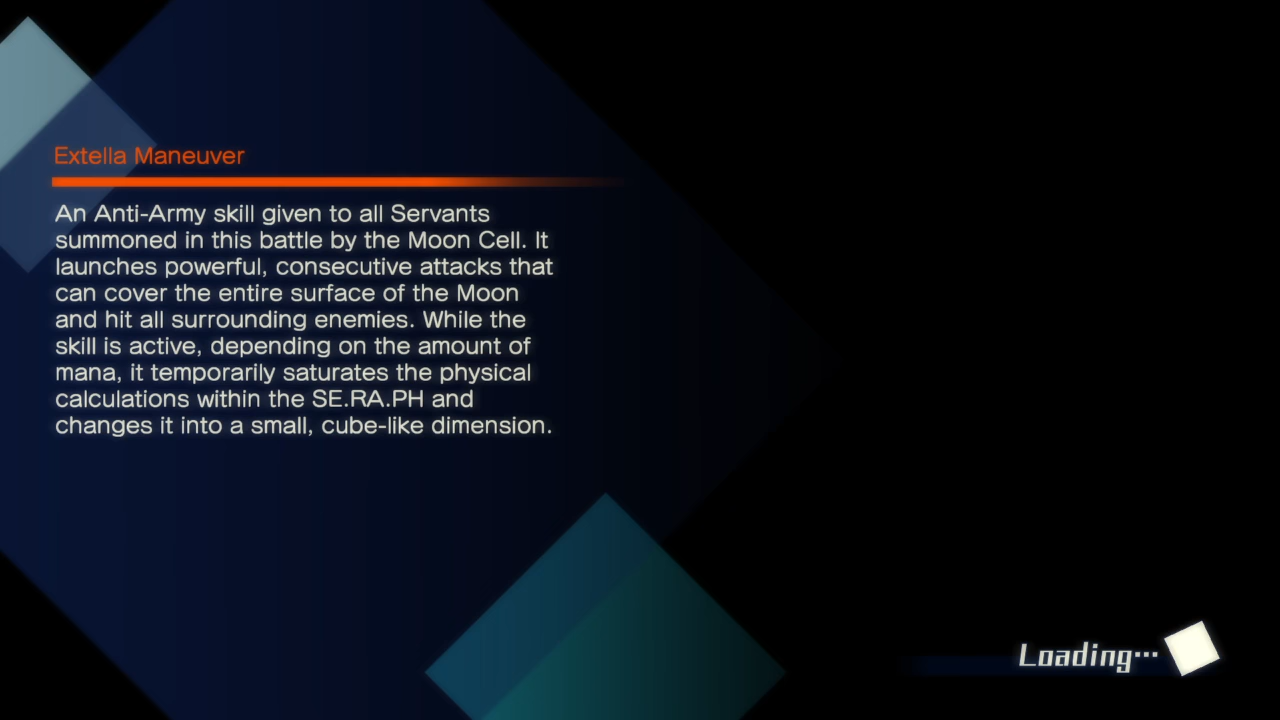 Extella Maneuver
An Anti-Army skill given to all Servants
summoned in this battle by the Moon Cell. It
launches powerful, consecutive attacks that
can cover the entire surface of the Moon
and hit all surrounding enemies. While the
skill is active, depending on the amount of
mana, it temporarily saturates the physical
calculations within the SE.RA.PH and
changes it into a small, cube-like dimension.
Loading···